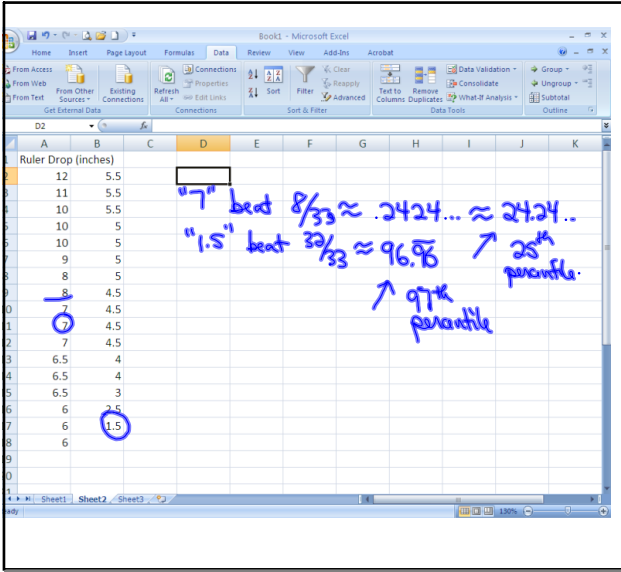 Book1 - Microsoft Excel
Home Insert Page Layout Formulas Data Review View Add-Ins Acrobat
From Access
From Web
From Text
From Other Sources
Existing Connections
Get External Data
Refresh All
Connections
Properties
Edit Links
Connections
Sort
Filter
Clear
Reapply
Advanced
Sort & Filter
Text to Columns
Remove Duplicates
Data Validation
Consolidate
What-If Analysis
Data Tools
Group
Ungroup
Subtotal
Outline
D2 fx
A B C D E F G H I J K
Ruler Drop (inches)
12 5.5
11 5.5
10 5.5
10 5
10 5
9 5
8 5
8 4.5
7 4.5
7 4.5
7 4.5
6.5 4
6.5 4
6.5 3
6 2.5
6 1.5
6
"7" beat 8/33 ≈ .2424... ≈ 24.24..
25th percentile.
"1.5" beat 32/33 ≈ 96.96
97th percentile
Sheet1 Sheet2 Sheet3
130%